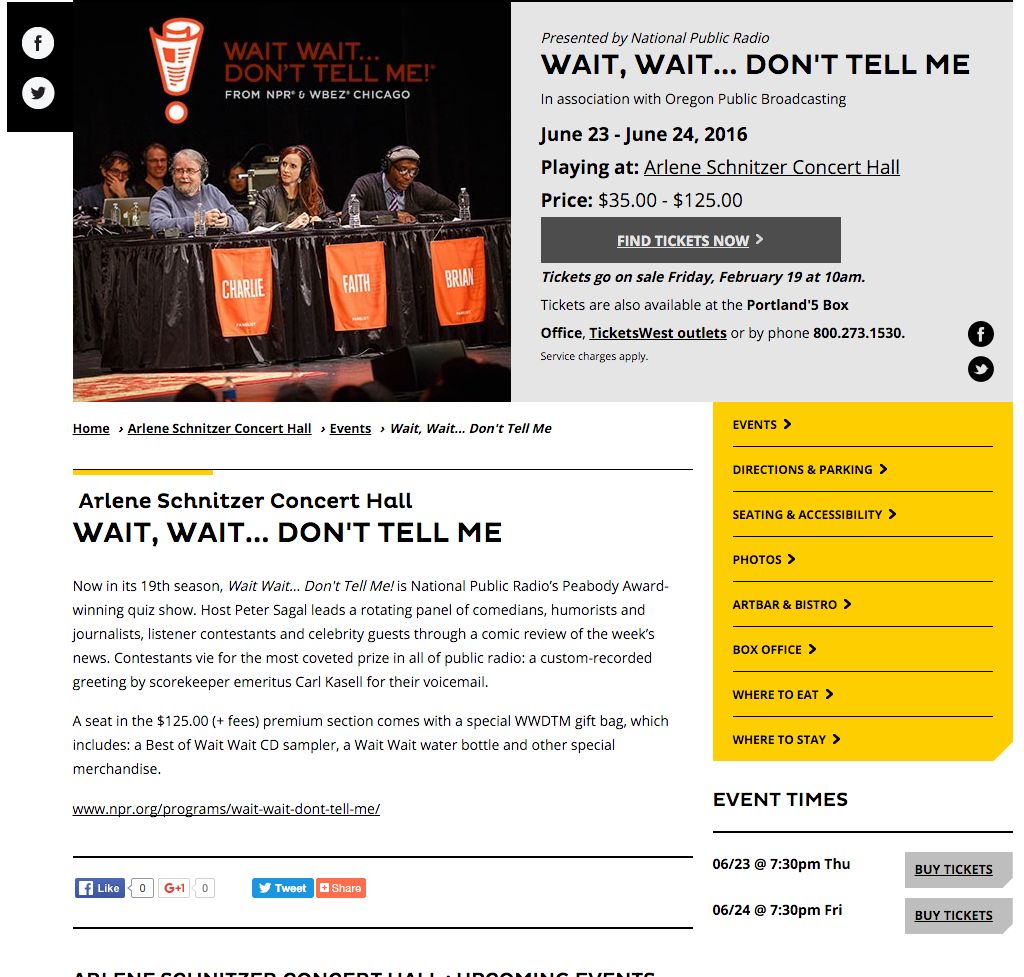 WAIT WAIT...
DON'T TELL ME!®
FROM NPR® & WBEZ® CHICAGO
CHARLIE
PANELIST
FAITH
PANELIST
BRIAN
PANELIST
Presented by National Public Radio
WAIT, WAIT... DON'T TELL ME
In association with Oregon Public Broadcasting
June 23 - June 24, 2016
Playing at: Arlene Schnitzer Concert Hall
Price: $35.00 - $125.00
FIND TICKETS NOW >
Tickets go on sale Friday, February 19 at 10am.
Tickets are also available at the Portland'5 Box
Office, TicketsWest outlets or by phone 800.273.1530.
Service charges apply.
Home › Arlene Schnitzer Concert Hall › Events › Wait, Wait... Don't Tell Me
Arlene Schnitzer Concert Hall
WAIT, WAIT... DON'T TELL ME
Now in its 19th season, Wait Wait... Don't Tell Me! is National Public Radio’s Peabody Award-
winning quiz show. Host Peter Sagal leads a rotating panel of comedians, humorists and
journalists, listener contestants and celebrity guests through a comic review of the week’s
news. Contestants vie for the most coveted prize in all of public radio: a custom-recorded
greeting by scorekeeper emeritus Carl Kasell for their voicemail.
A seat in the $125.00 (+ fees) premium section comes with a special WWDTM gift bag, which
includes: a Best of Wait Wait CD sampler, a Wait Wait water bottle and other special
merchandise.
www.npr.org/programs/wait-wait-dont-tell-me/
Like 0 G+1 0 Tweet Share
ARLENE SCHNITZER CONCERT HALL : UPCOMING EVENTS
EVENTS >
DIRECTIONS & PARKING >
SEATING & ACCESSIBILITY >
PHOTOS >
ARTBAR & BISTRO >
BOX OFFICE >
WHERE TO EAT >
WHERE TO STAY >
EVENT TIMES
06/23 @ 7:30pm Thu BUY TICKETS
06/24 @ 7:30pm Fri BUY TICKETS